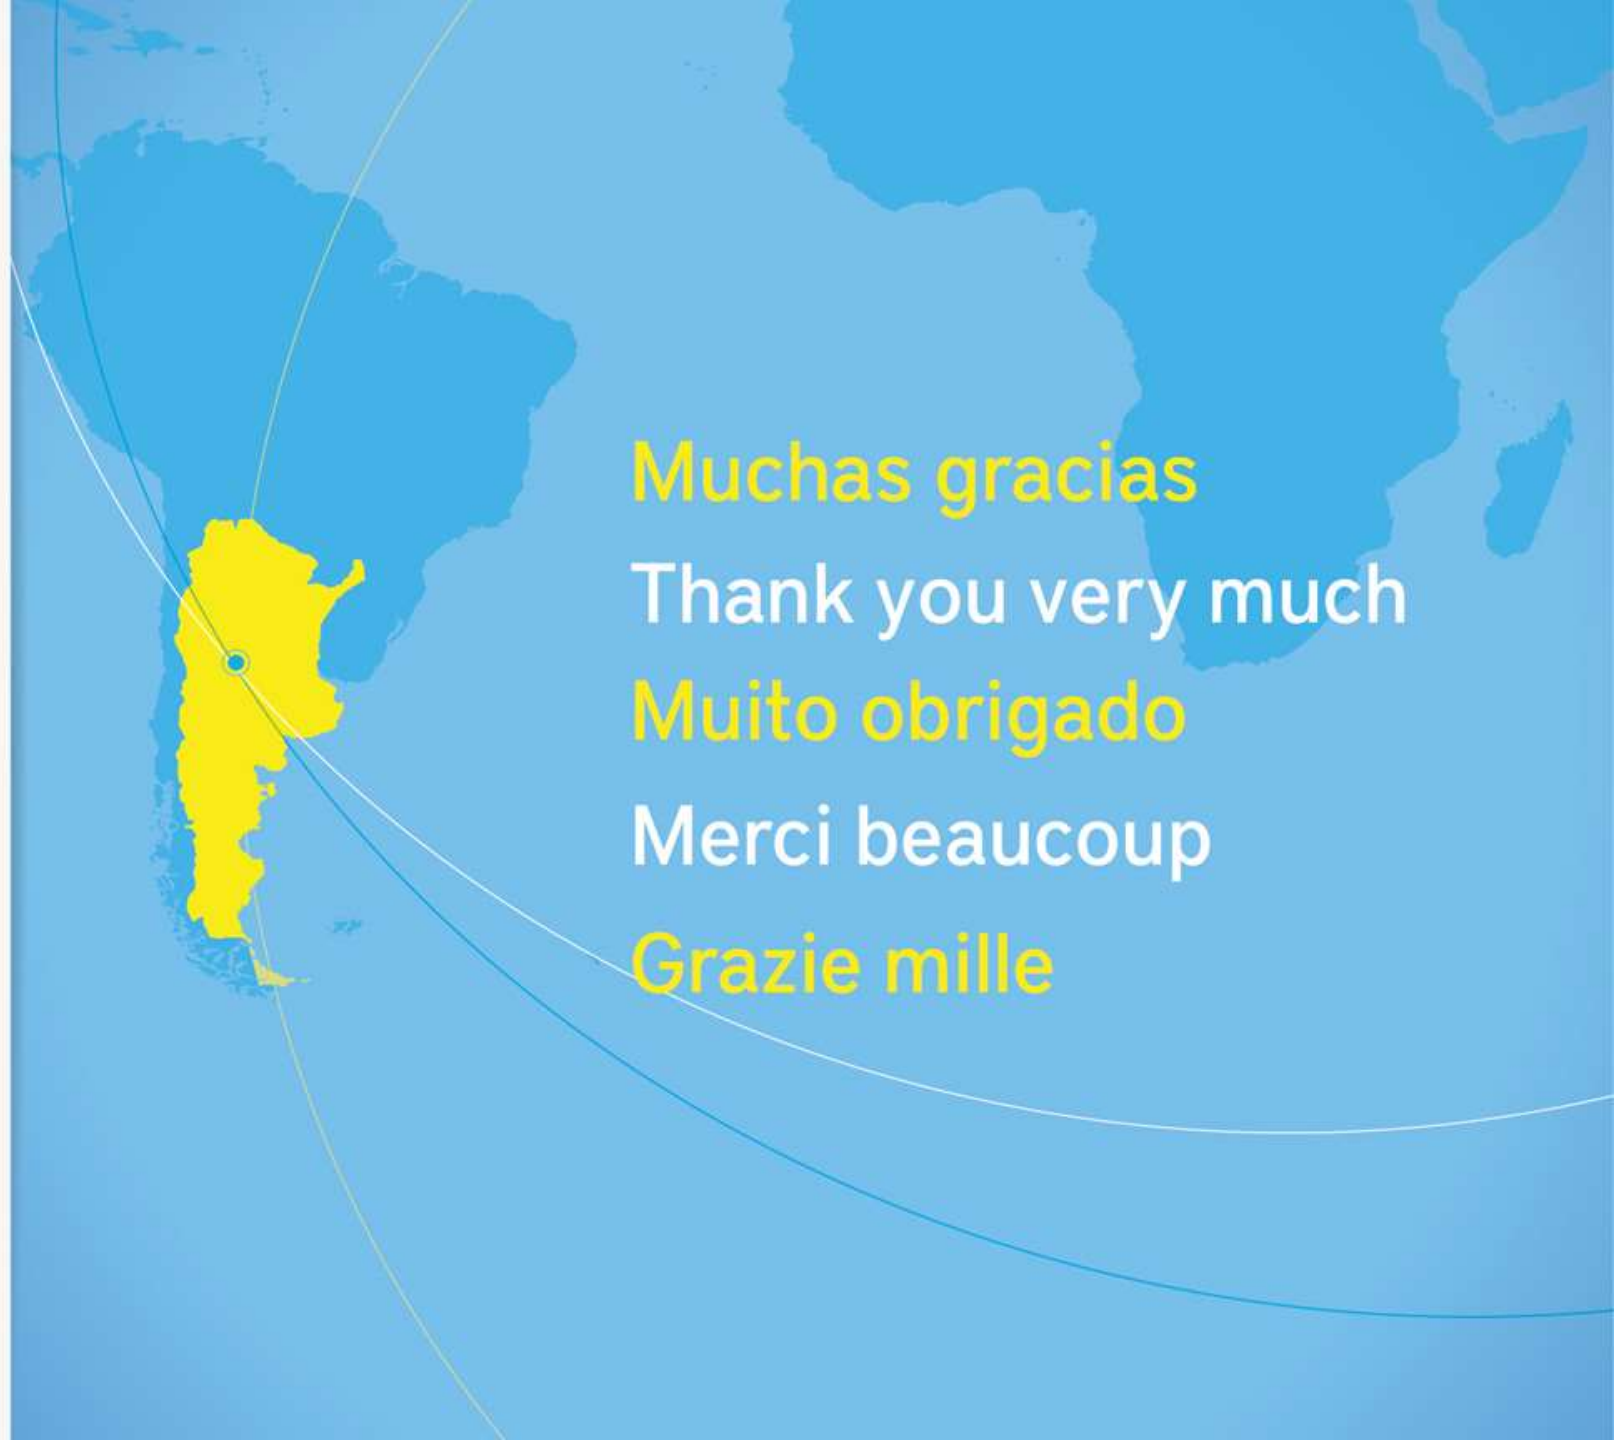 Muchas gracias
Thank you very much
Muito obrigado
Merci beaucoup
Grazie mille